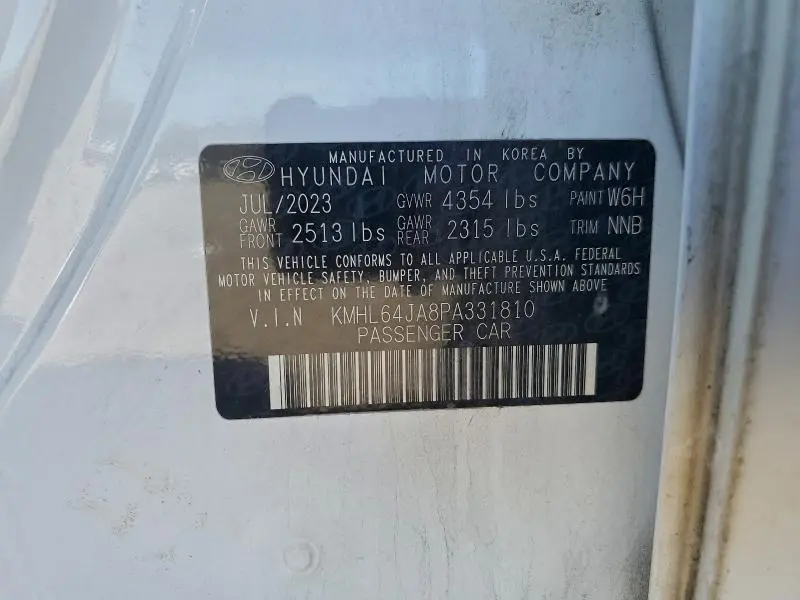 MANUFACTURED IN KOREA BY
HYUNDAI MOTOR COMPANY
JUL/2023 GVWR 4354 lbs PAINT W6H
GAWR FRONT 2513 lbs GAWR REAR 2315 lbs TRIM NNB
THIS VEHICLE CONFORMS TO ALL APPLICABLE U.S.A. FEDERAL
MOTOR VEHICLE SAFETY, BUMPER, AND THEFT PREVENTION STANDARDS
IN EFFECT ON THE DATE OF MANUFACTURE SHOWN ABOVE
V.I.N KMHL64JA8PA331810
PASSENGER CAR